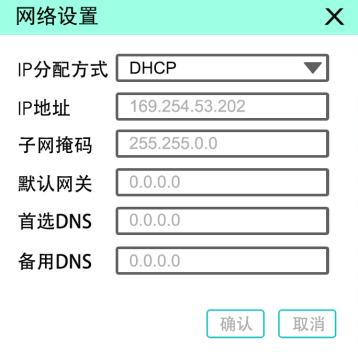 网络设置
IP分配方式 DHCP
IP地址 169.254.53.202
子网掩码 255.255.0.0
默认网关 0.0.0.0
首选DNS 0.0.0.0
备用DNS 0.0.0.0
确认 取消